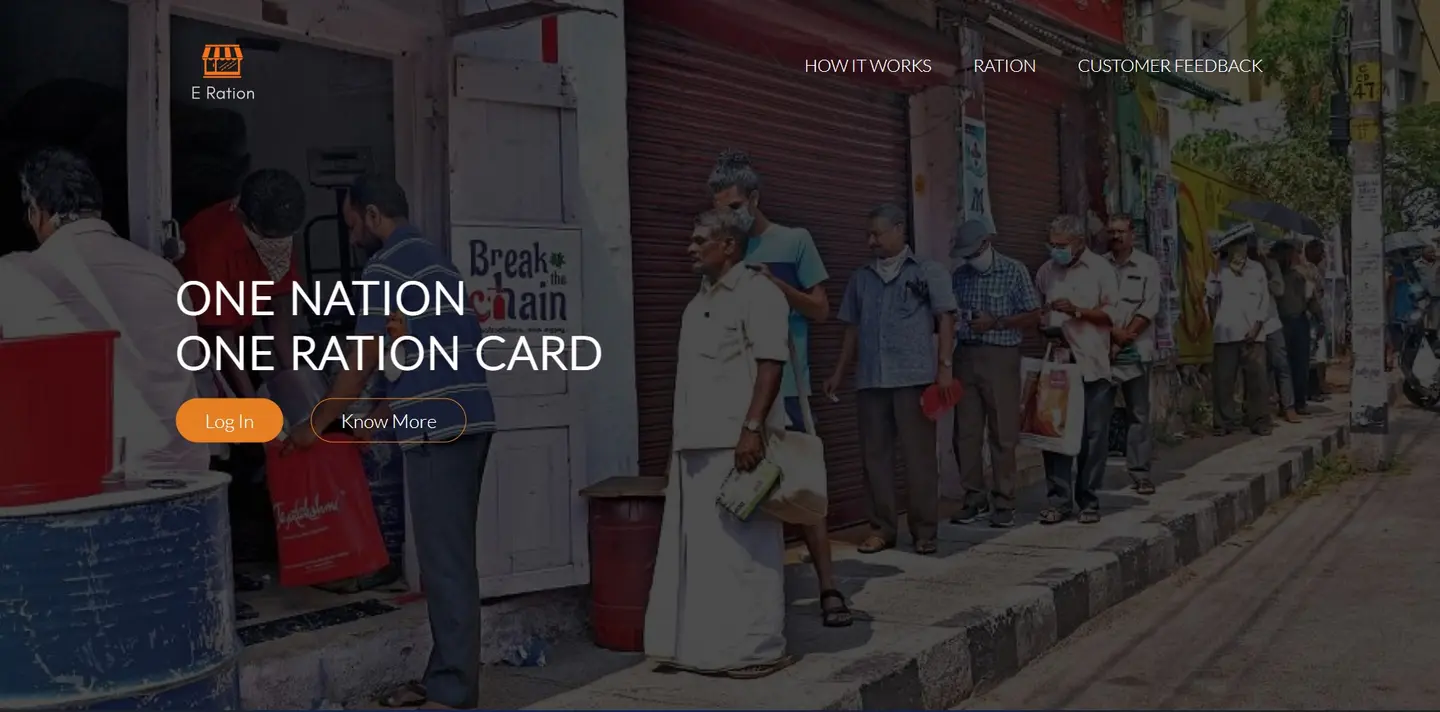 E Ration
HOW IT WORKS
RATION
CUSTOMER FEEDBACK
Break
the
chain
ONE NATION
ONE RATION CARD
Log In
Know More
47